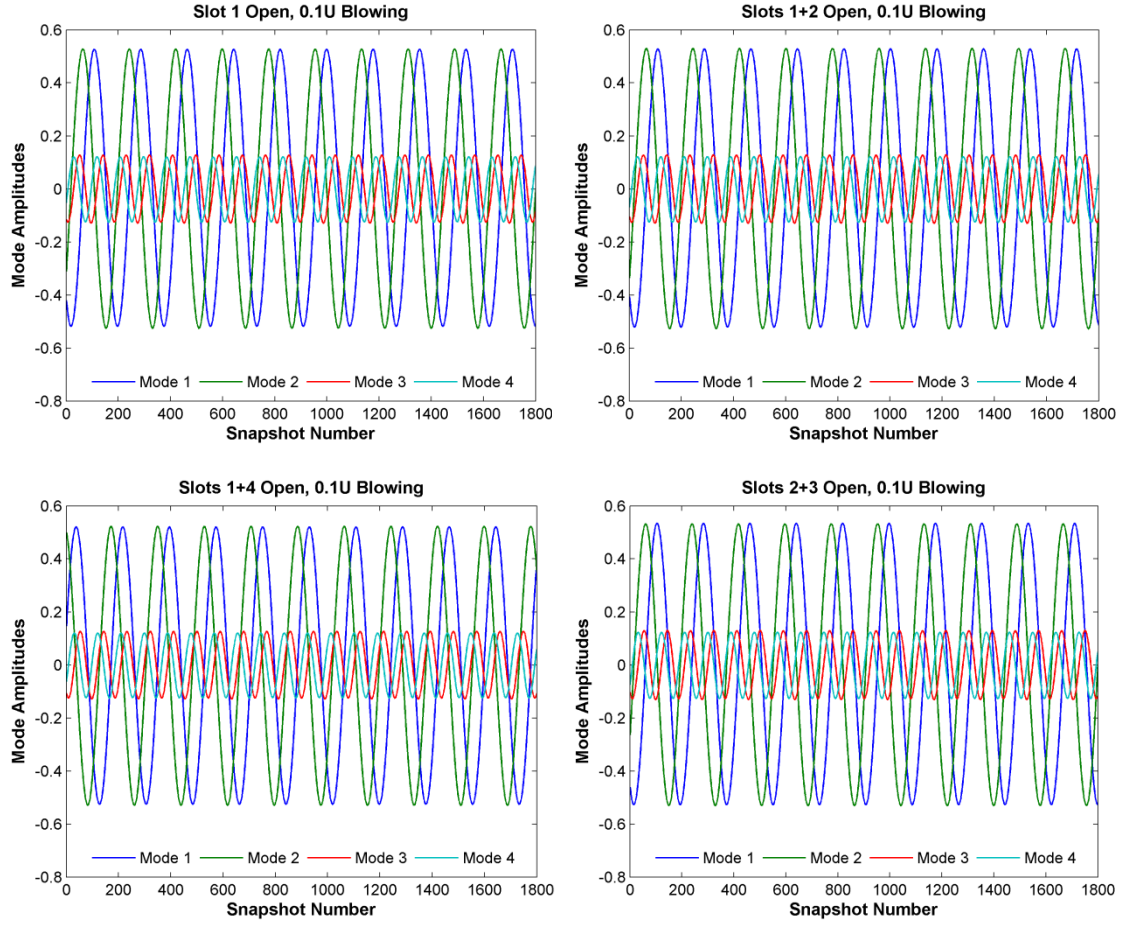 Slot 1 Open, 0.1U Blowing
Mode Amplitudes
0.6
0.4
0.2
0
-0.2
-0.4
-0.6
-0.8
Mode 1 Mode 2 Mode 3 Mode 4
0 200 400 600 800 1000 1200 1400 1600 1800
Snapshot Number
Slots 1+2 Open, 0.1U Blowing
Mode Amplitudes
0.6
0.4
0.2
0
-0.2
-0.4
-0.6
-0.8
Mode 1 Mode 2 Mode 3 Mode 4
0 200 400 600 800 1000 1200 1400 1600 1800
Snapshot Number
Slots 1+4 Open, 0.1U Blowing
Mode Amplitudes
0.6
0.4
0.2
0
-0.2
-0.4
-0.6
-0.8
Mode 1 Mode 2 Mode 3 Mode 4
0 200 400 600 800 1000 1200 1400 1600 1800
Snapshot Number
Slots 2+3 Open, 0.1U Blowing
Mode Amplitudes
0.6
0.4
0.2
0
-0.2
-0.4
-0.6
-0.8
Mode 1 Mode 2 Mode 3 Mode 4
0 200 400 600 800 1000 1200 1400 1600 1800
Snapshot Number